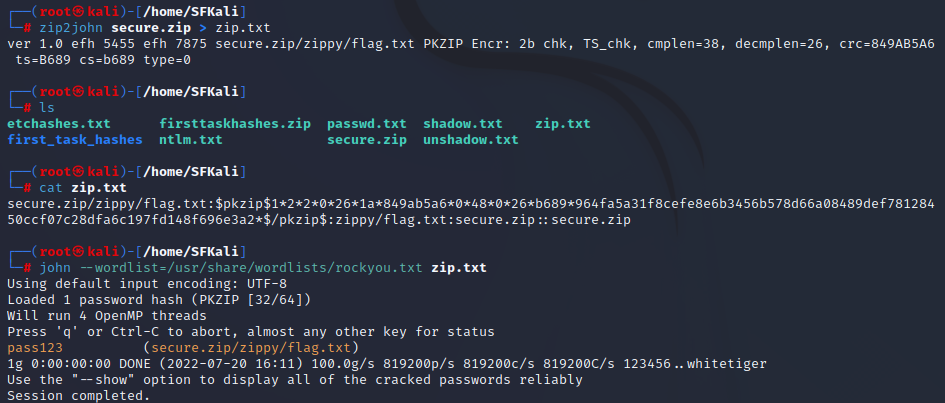 ┌──(root㉿kali)-[/home/SFKali]
└─# zip2john secure.zip > zip.txt
ver 1.0 efh 5455 efh 7875 secure.zip/zippy/flag.txt PKZIP Encr: 2b chk, TS_chk, cmplen=38, decmplen=26, crc=849AB5A6
ts=B689 cs=b689 type=0
┌──(root㉿kali)-[/home/SFKali]
└─# ls
etchashes.txt firsttaskhashes.zip passwd.txt shadow.txt zip.txt
first_task_hashes ntlm.txt secure.zip unshadow.txt
┌──(root㉿kali)-[/home/SFKali]
└─# cat zip.txt
secure.zip/zippy/flag.txt:$pkzip$1*2*2*0*26*1a*849ab5a6*0*48*0*26*b689*964fa5a31f8cefe8e6b3456b578d66a08489def781284
50ccf07c28dfa6c197fd148f696e3a2*$/pkzip$:zippy/flag.txt:secure.zip::secure.zip
┌──(root㉿kali)-[/home/SFKali]
└─# john --wordlist=/usr/share/wordlists/rockyou.txt zip.txt
Using default input encoding: UTF-8
Loaded 1 password hash (PKZIP [32/64])
Will run 4 OpenMP threads
Press 'q' or Ctrl-C to abort, almost any other key for status
pass123 (secure.zip/zippy/flag.txt)
1g 0:00:00:00 DONE (2022-07-20 16:11) 100.0g/s 819200p/s 819200c/s 819200C/s 123456..whitetiger
Use the "--show" option to display all of the cracked passwords reliably
Session completed.